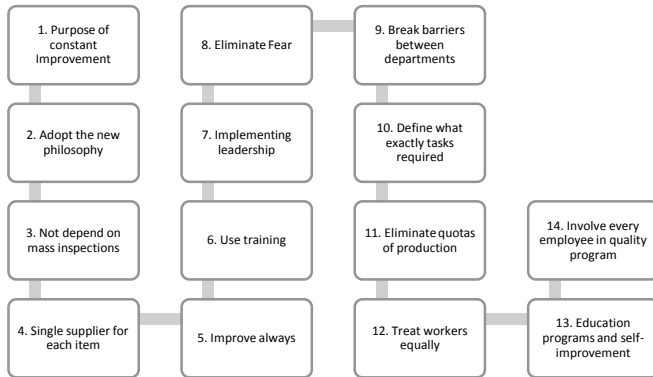 1. Purpose of
constant
Improvement
2. Adopt the new
philosophy
3. Not depend on
mass inspections
4. Single supplier for
each item
5. Improve always
6. Use training
7. Implementing
leadership
8. Eliminate Fear
9. Break barriers
between
departments
10. Define what
exactly tasks
required
11. Eliminate quotas
of production
12. Treat workers
equally
13. Education
programs and self-
improvement
14. Involve every
employee in quality
program